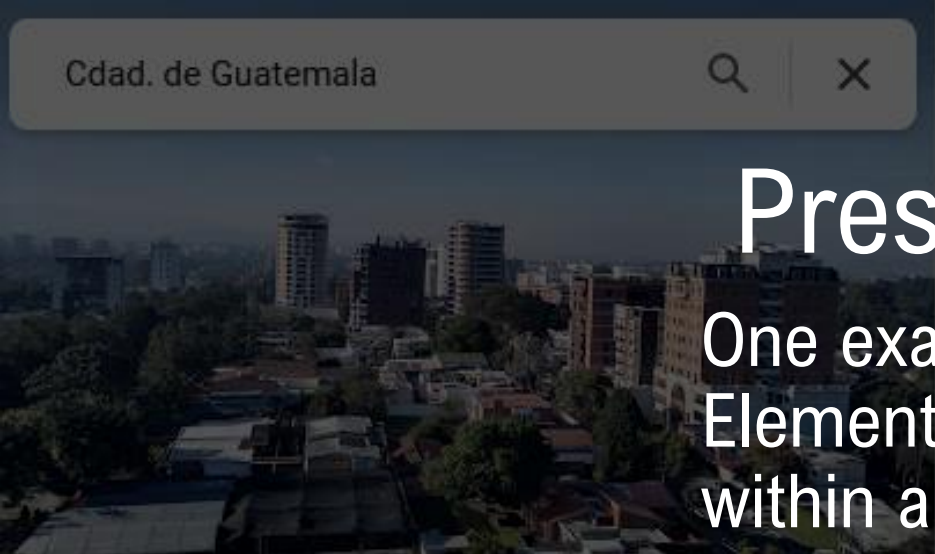 Cdad. de Guatemala
Pres
One exa
Element
within a